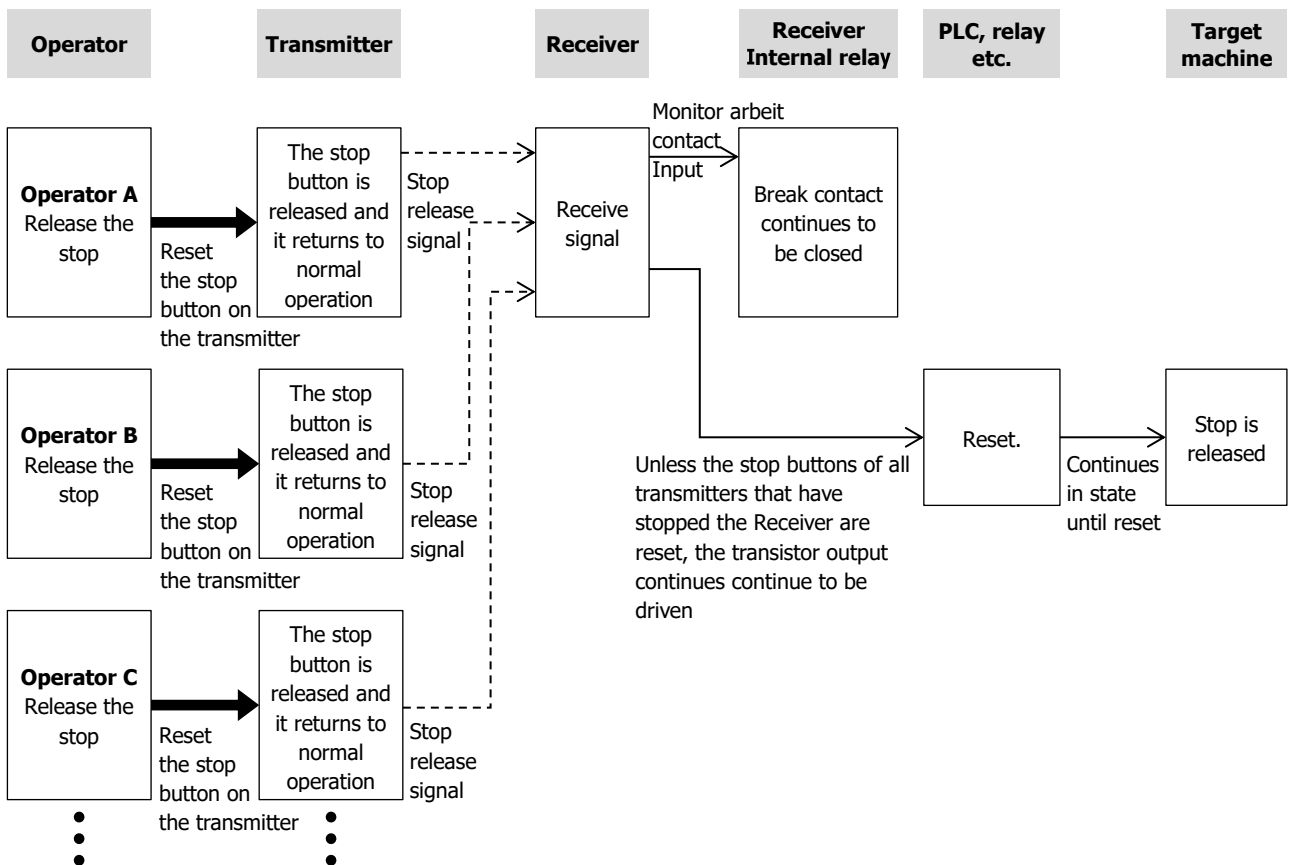 Operator
Transmitter
Receiver
Receiver
Internal relay
PLC, relay
etc.
Target
machine
Operator A
Release the
stop
Reset
the stop
button on
the transmitter
The stop
button is
released and
it returns to
normal
operation
Stop
release
signal
Receive
signal
Monitor arbeit
contact
Input
Break contact
continues to
be closed
Operator B
Release the
stop
Reset
the stop
button on
the transmitter
The stop
button is
released and
it returns to
normal
operation
Stop
release
signal
Unless the stop buttons of all
transmitters that have
stopped the Receiver are
reset, the transistor output
continues continue to be
driven
Reset.
Continues
in state
until reset
Stop is
released
Operator C
Release the
stop
Reset
the stop
button on
the transmitter
The stop
button is
released and
it returns to
normal
operation
Stop
release
signal